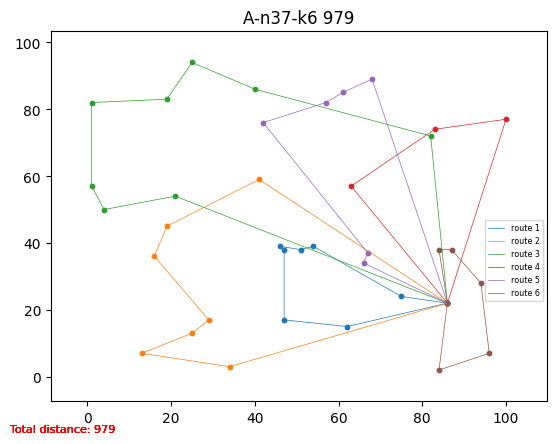 A-n37-k6 979
100
80
60
40
20
0
route 1
route 2
route 3
route 4
route 5
route 6
0 20 40 60 80 100
Total distance: 979